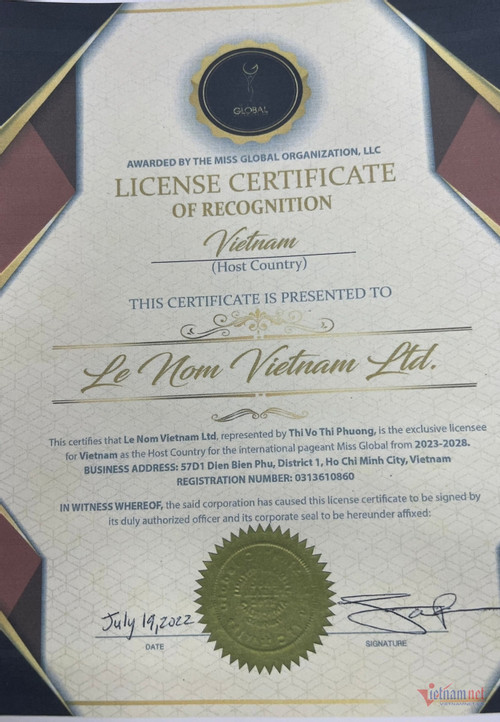 GLOBAL
AWARDED BY THE MISS GLOBAL ORGANIZATION, LLC
LICENSE CERTIFICATE
OF RECOGNITION
Vietnam
(Host Country)
THIS CERTIFICATE IS PRESENTED TO
Le Nom Vietnam Ltd.
This certifies that Le Nom Vietnam Ltd, represented by Thi Vo Thi Phuong, is the exclusive licensee
for Vietnam as the Host Country for the international pageant Miss Global from 2023-2028.
BUSINESS ADDRESS: 57D1 Dien Bien Phu, District 1, Ho Chi Minh City, Vietnam
REGISTRATION NUMBER: 0313610860
IN WITNESS WHEREOF, the said corporation has caused this license certificate to be signed by
its duly authorized officer and its corporate seal to be hereunder affixed:
July 19, 2022
DATE
SIGNATURE
Vietnamnet